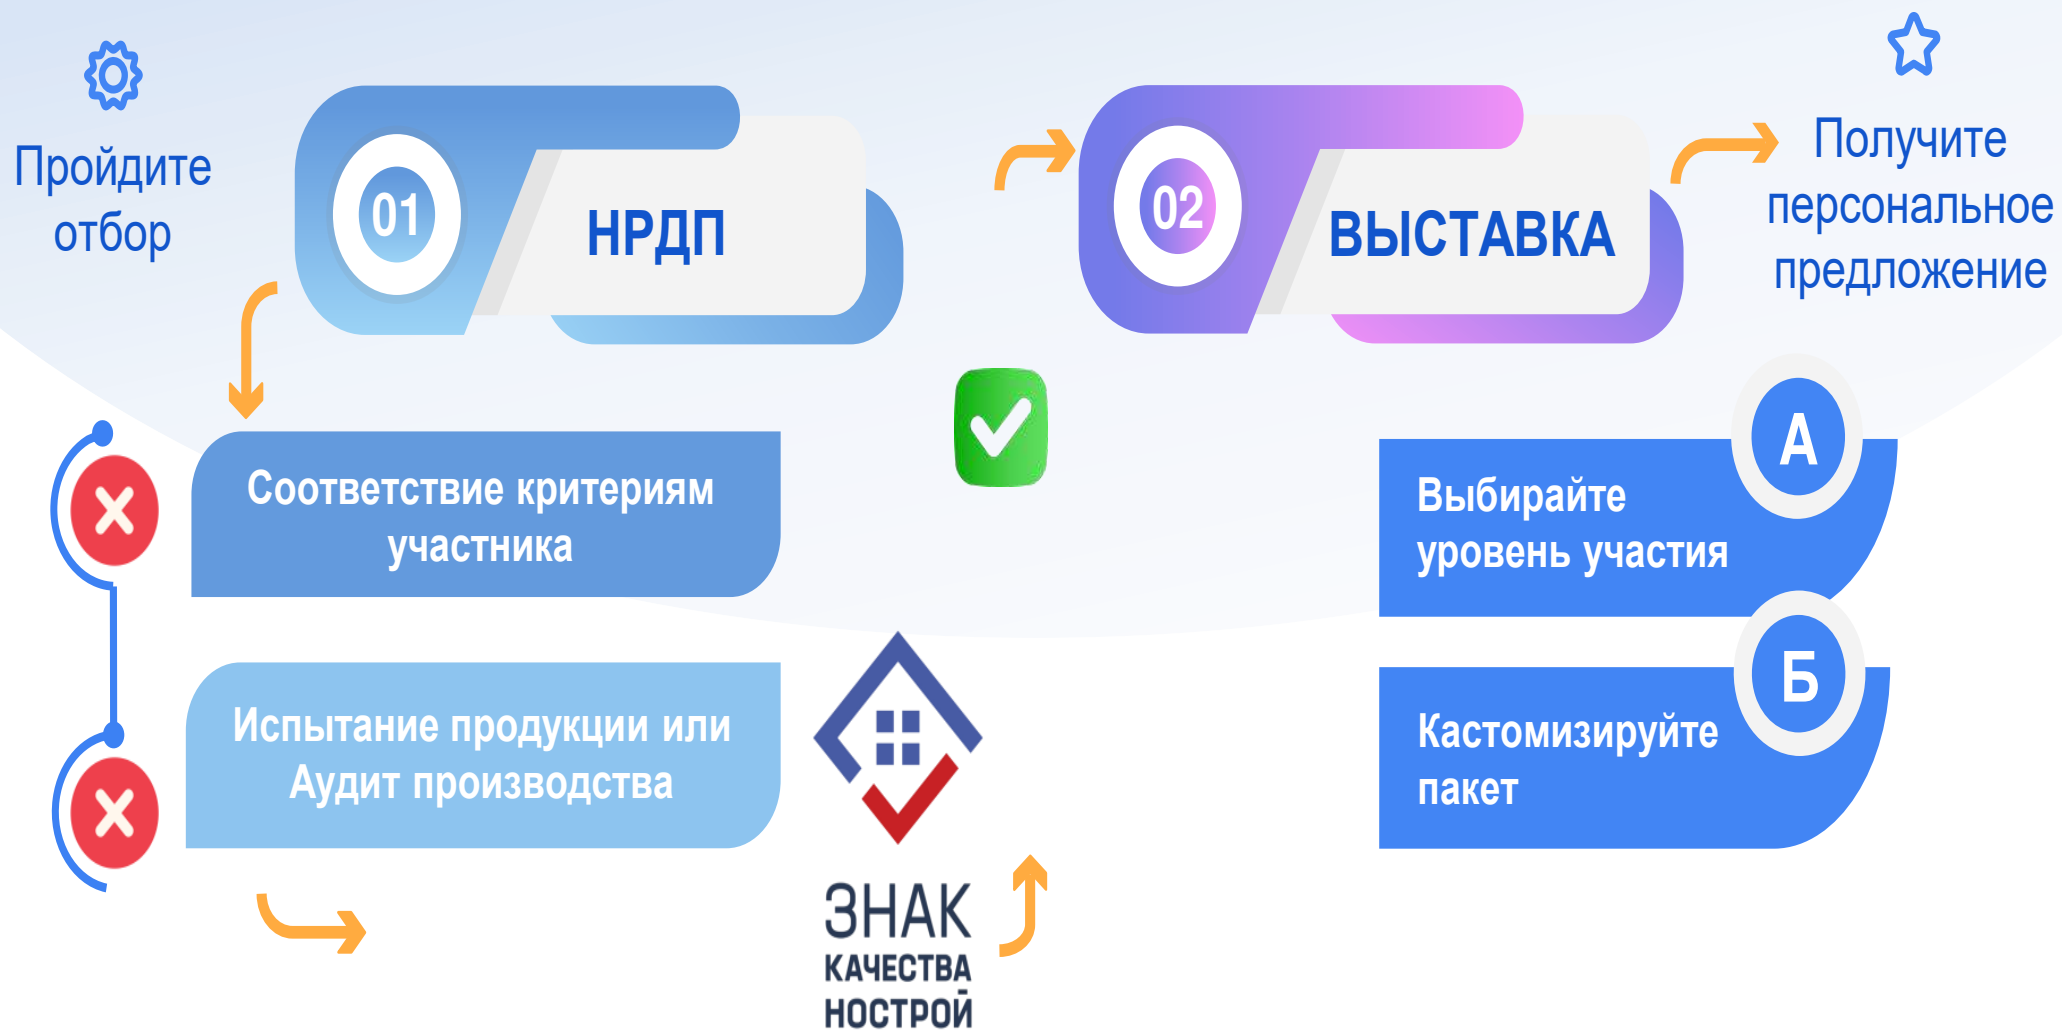 Пройдите
отбор
01
НРДП
02
ВЫСТАВКА
Получите
персональное
предложение
Соответствие критериям
участника
Испытание продукции или
Аудит производства
ЗНАК
КАЧЕСТВА
НОСТРОЙ
А
Выбирайте
уровень участия
Б
Кастомизируйте
пакет